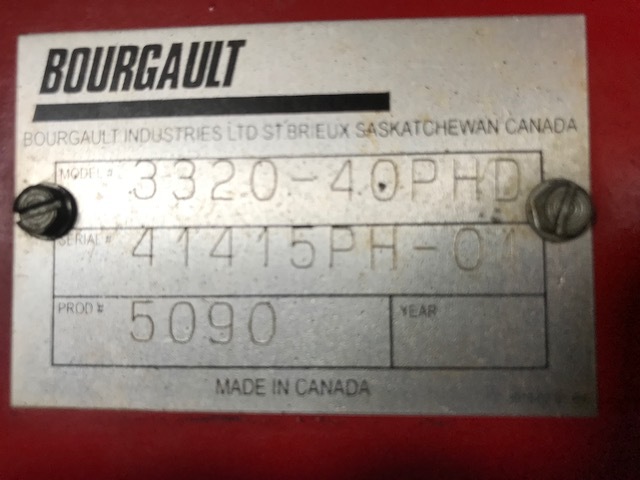 BOURGAULT
BOURGAULT INDUSTRIES LTD ST BRIEUX SASKATCHEWAN CANADA
MODEL # 3320-40PHD
SERIAL # 41415PH-01
PROD # 5090 YEAR
MADE IN CANADA